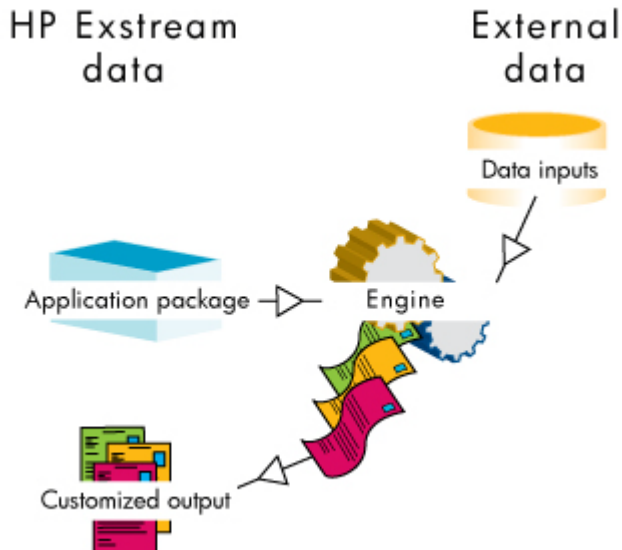 HP Exstream
data
External
data
Data inputs
Application package
Engine
Customized output